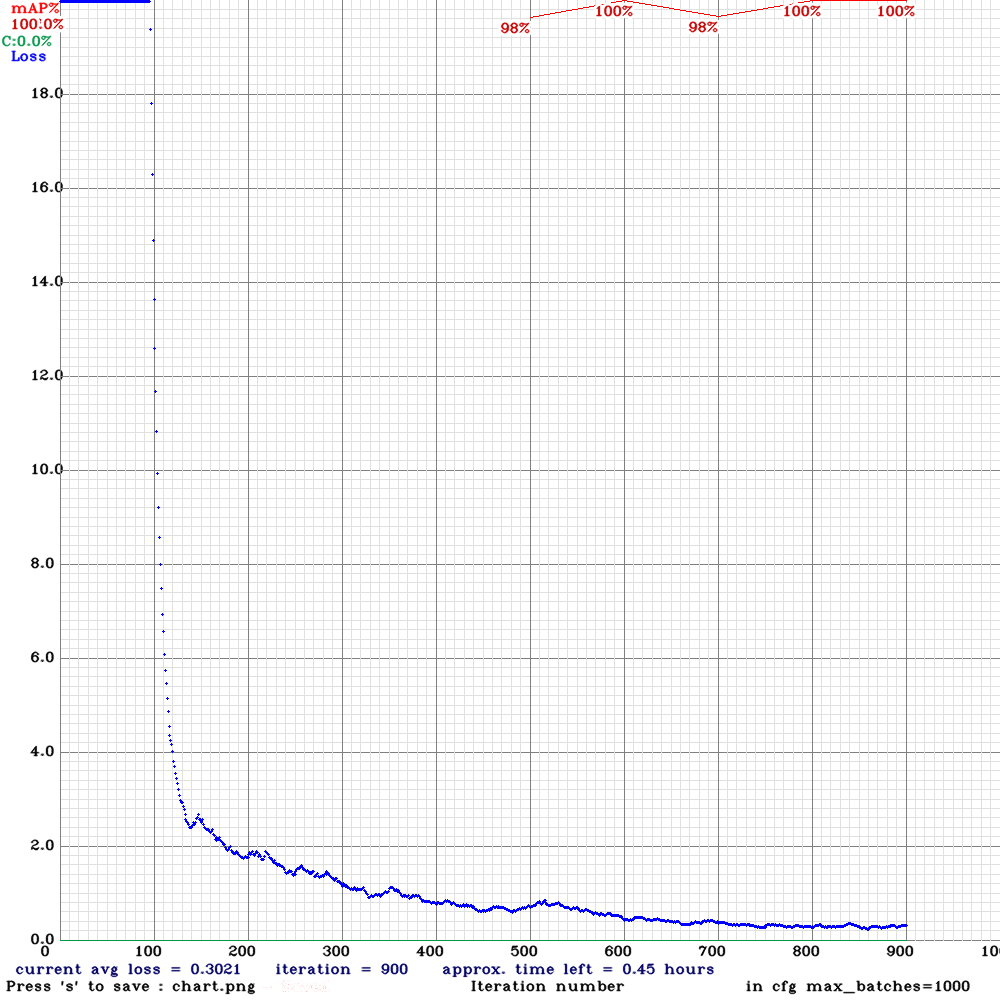 mAP%
100.0%
C:0.0%
Loss
98%
100%
98%
100%
100%
18.0
16.0
14.0
12.0
10.0
8.0
6.0
4.0
2.0
0.0
0 100 200 300 400 500 600 700 800 900
current avg loss = 0.3021 iteration = 900 approx. time left = 0.45 hours
Press 's' to save : chart.png Iteration number in cfg max_batches=1000